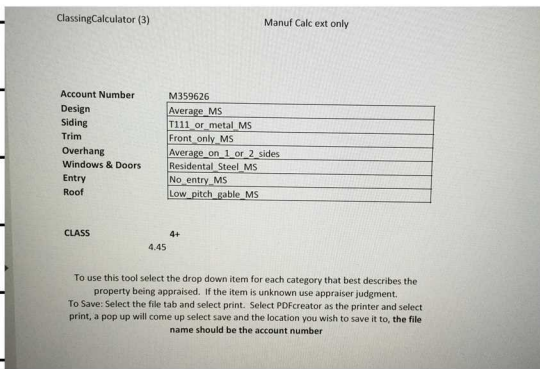 ClassingCalculator (3) Manuf Calc ext only
Account Number M359626
Design Average_MS
Siding T111_or_metal_MS
Trim Front_only_MS
Overhang Average_on_1_or_2_sides
Windows & Doors Residental_Steel_MS
Entry No_entry_MS
Roof Low_pitch_gable_MS
CLASS 4+
4.45
To use this tool select the drop down item for each category that best describes the
property being appraised. If the item is unknown use appraiser judgment.
To Save: Select the file tab and select print. Select PDFcreator as the printer and select
print, a pop up will come up select save and the location you wish to save it to, the file
name should be the account number